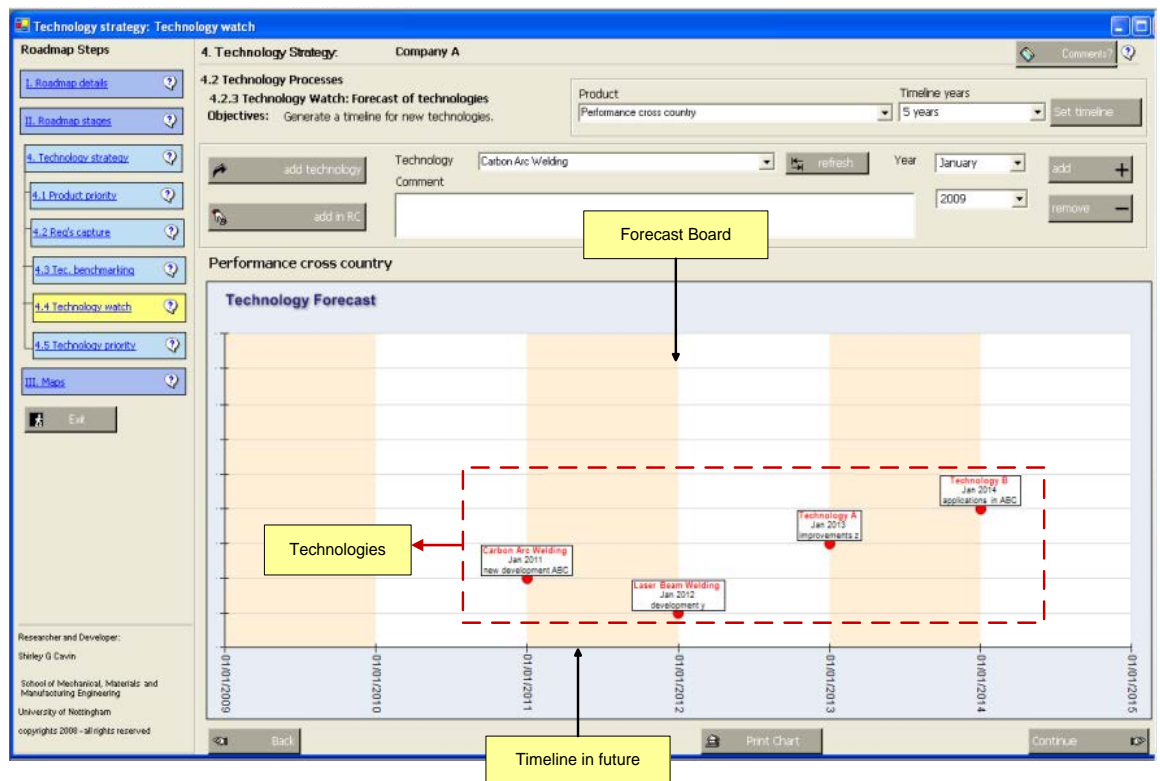 Technology strategy: Technology watch
Roadmap Steps
I. Roadmap details
II. Roadmap stages
4. Technology strategy
4.1 Product priority
4.2 Req's capture
4.3 Tec. benchmarking
4.4 Technology watch
4.5 Technology priority
III. Maps
Exit
Researcher and Developer:
Shirley G Cavin
School of Mechanical, Materials and
Manufacturing Engineering
University of Nottingham
copyrights 2008 - all rights reserved
4. Technology Strategy: Company A
Comments?
4.2 Technology Processes
4.2.3 Technology Watch: Forecast of technologies
Objectives: Generate a timeline for new technologies.
Product
Performance cross country
Timeline years
5 years
Set timeline
add technology
add in RC
Technology
Carbon Arc Welding
refresh
Year
January
2009
add
remove
Comment
Forecast Board
Performance cross country
Technology Forecast
Technologies
Carbon Arc Welding
Jan 2011
new development ABC
Laser Beam Welding
Jan 2012
development y
Technology A
Jan 2013
improvements z
Technology B
Jan 2014
applications in ABC
01/01/2009
01/01/2010
01/01/2011
01/01/2012
01/01/2013
01/01/2014
01/01/2015
Back
Print Chart
Continue
Timeline in future